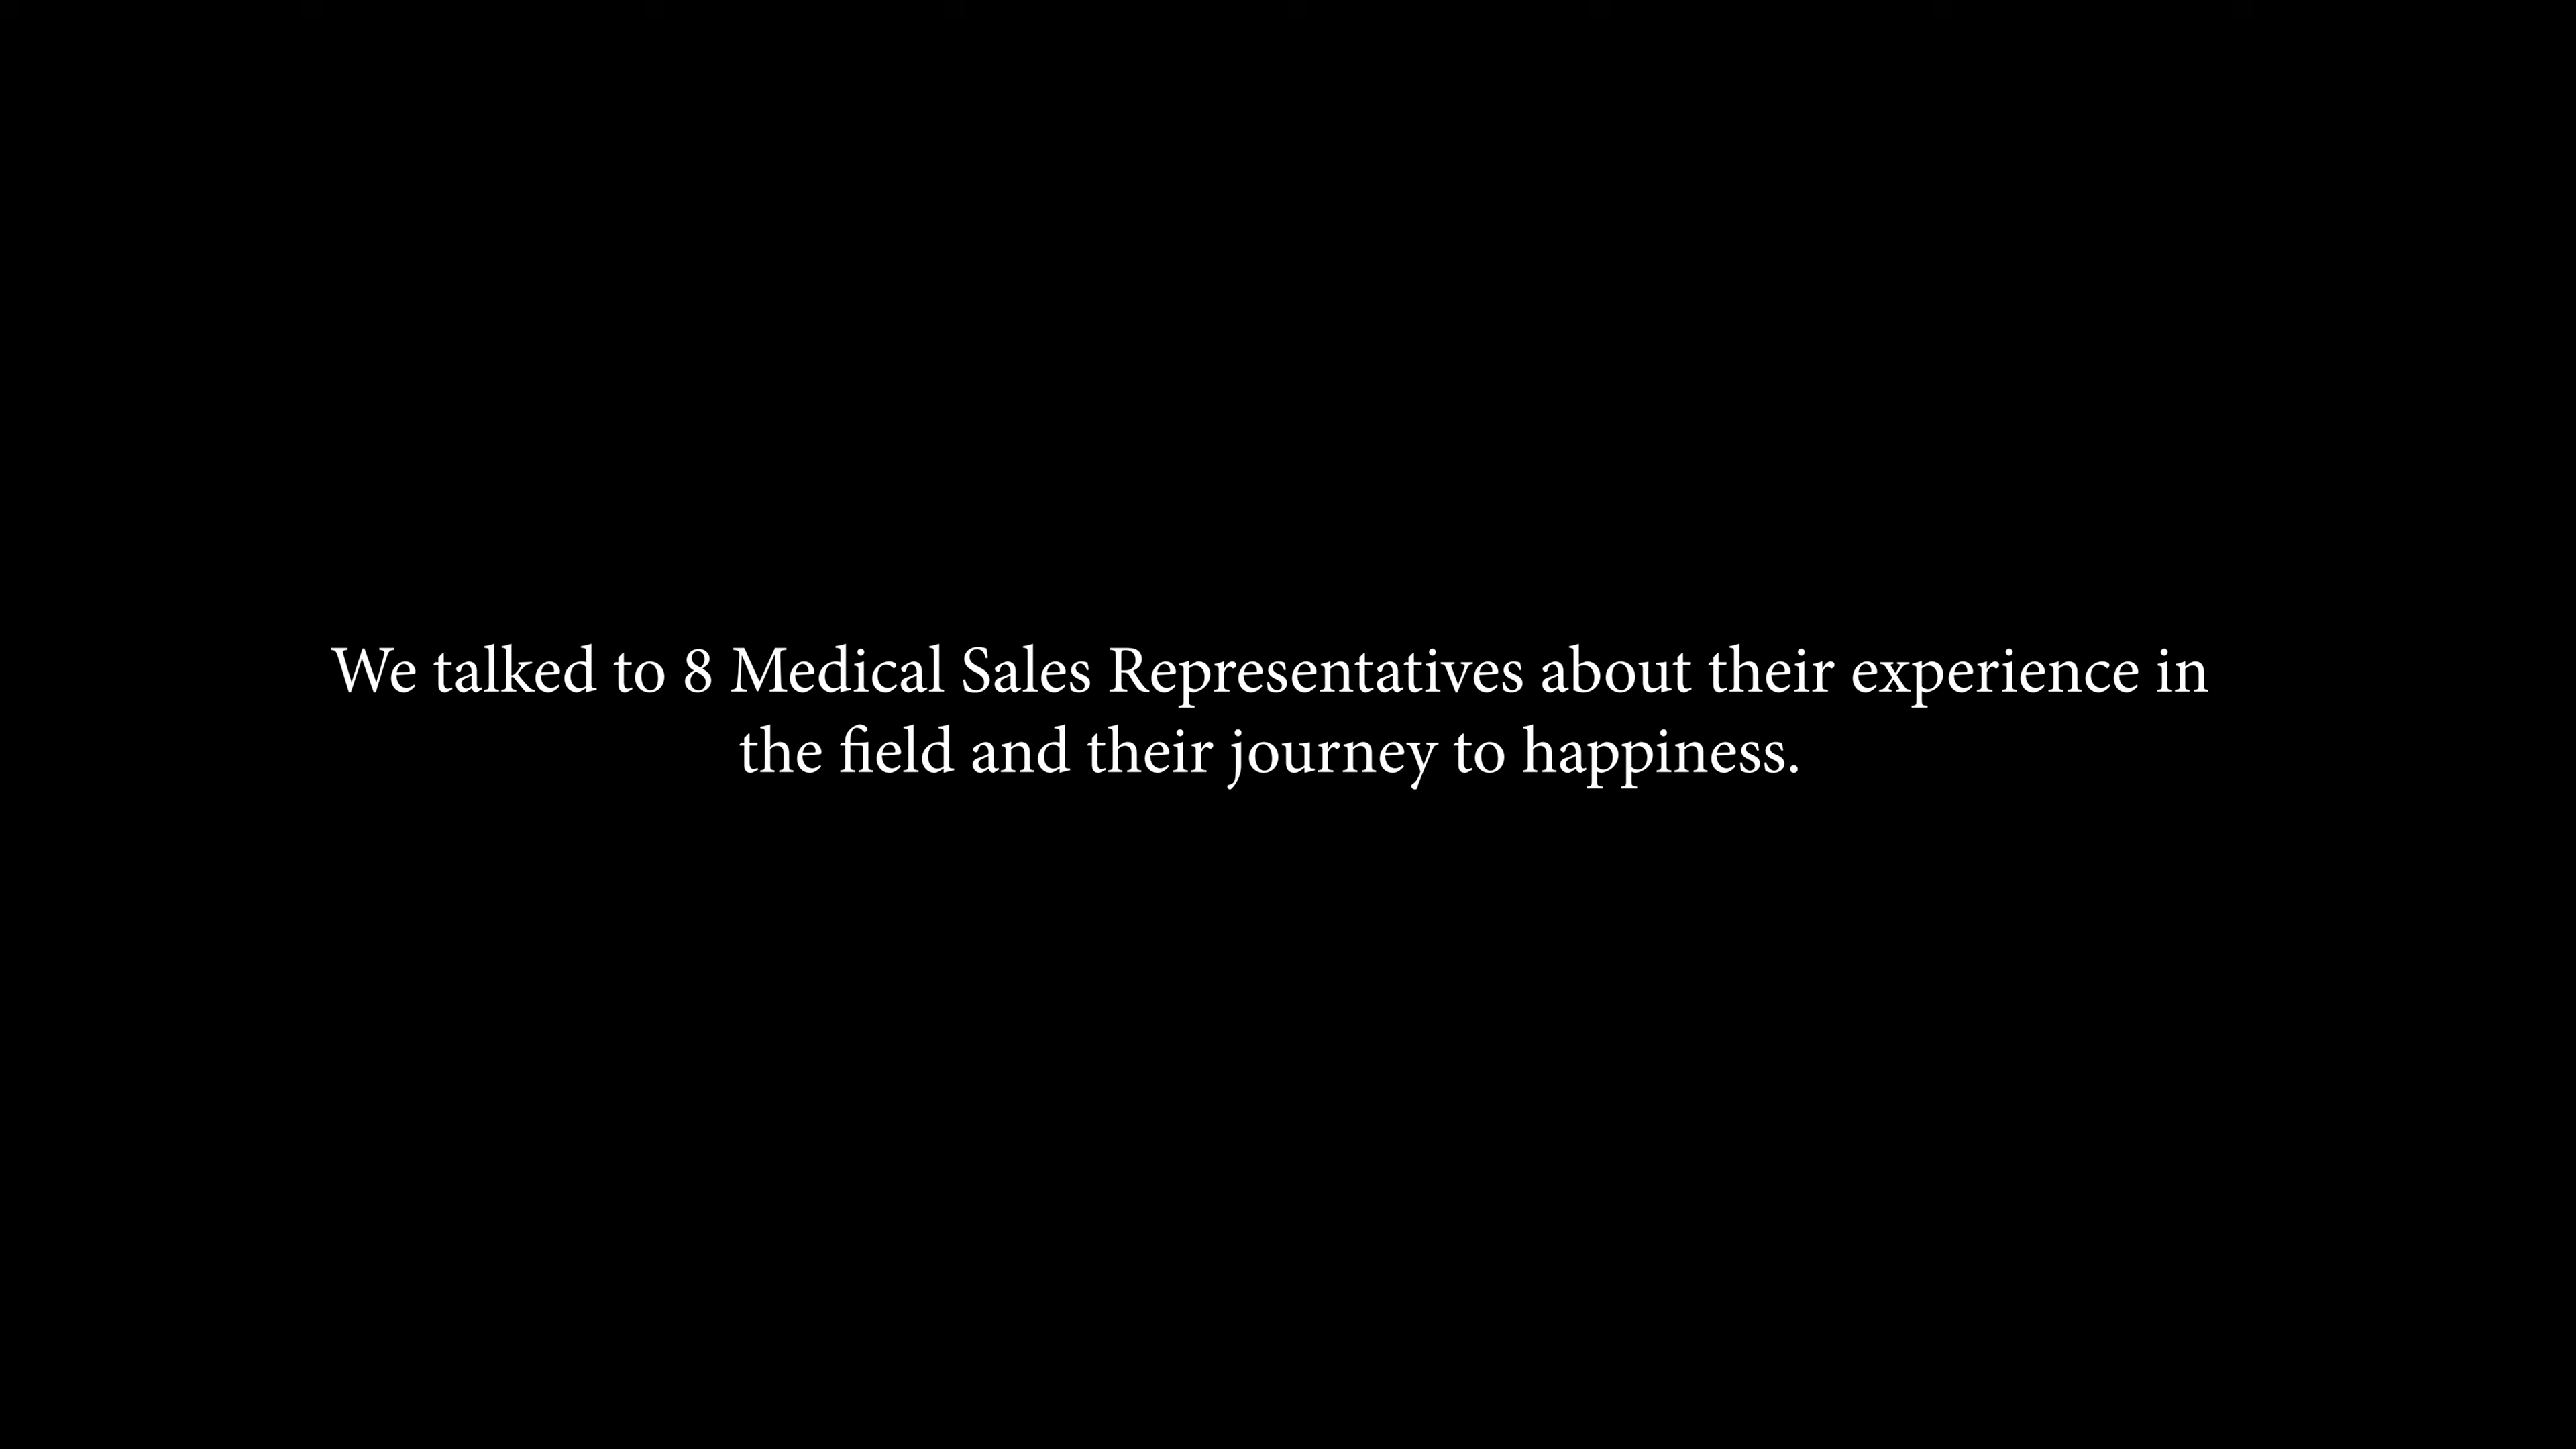 We talked to 8 Medical Sales Representatives about their experience in
the field and their journey to happiness.